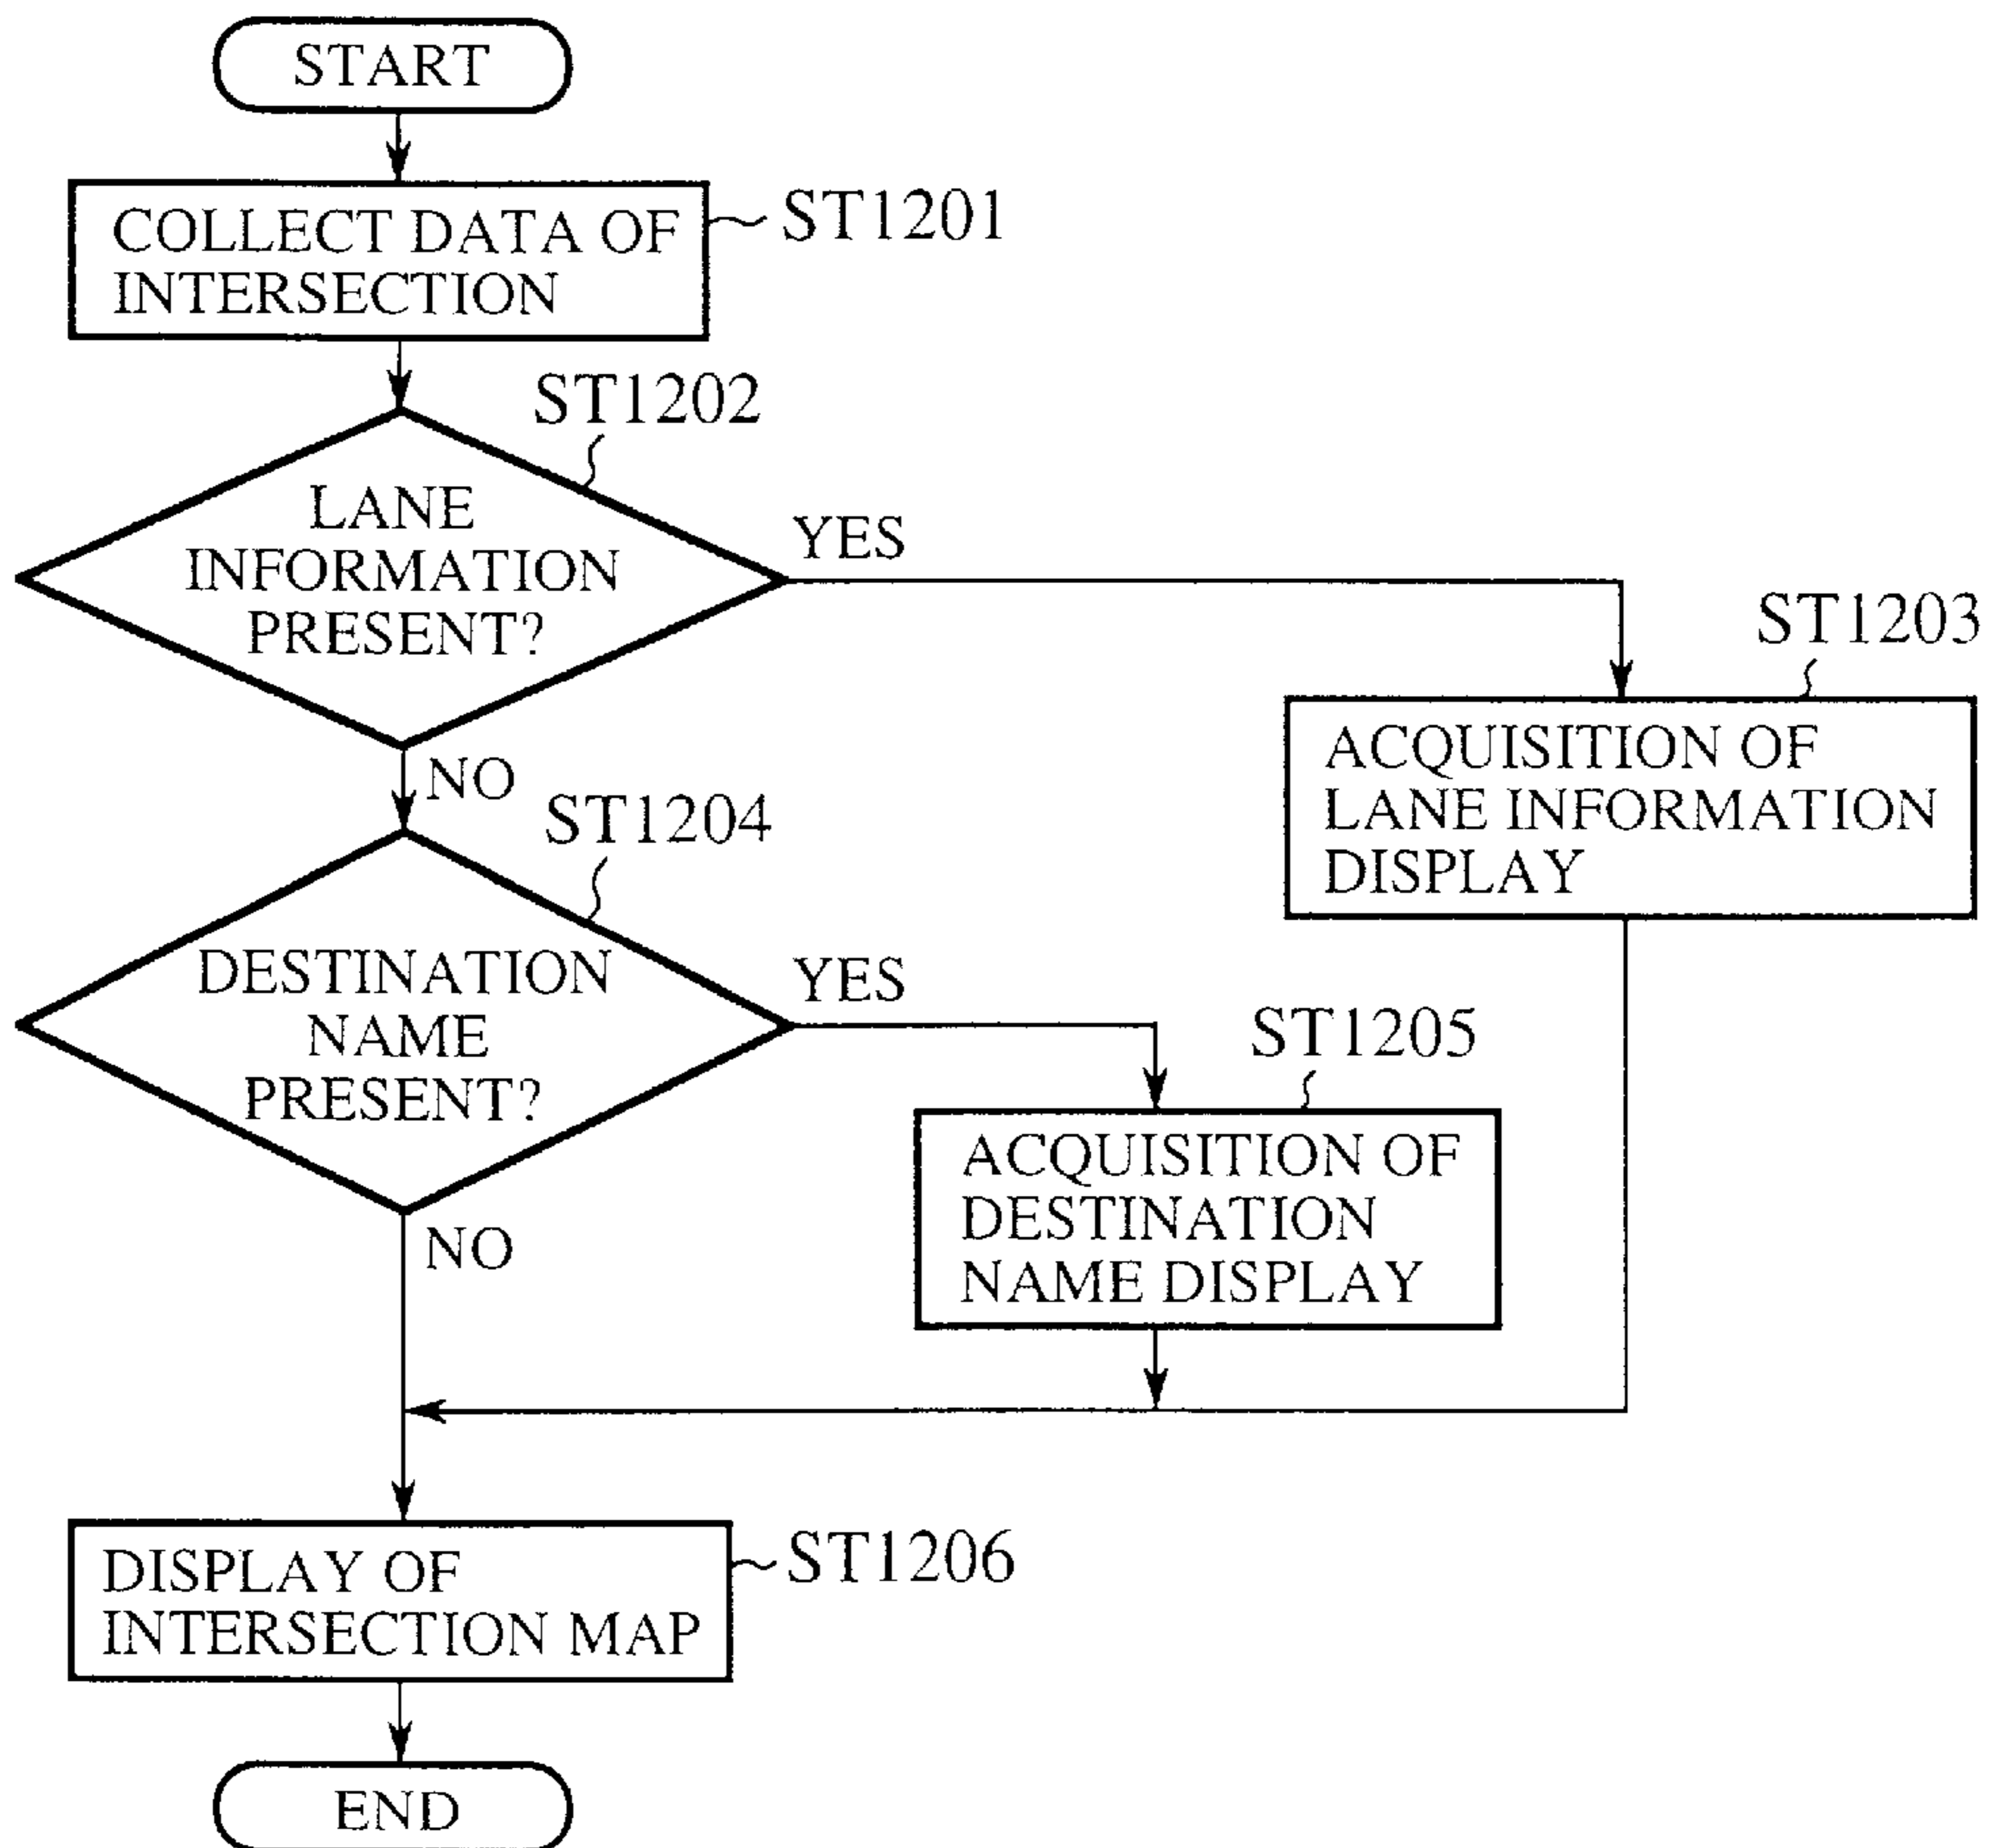 START
COLLECT DATA OF
INTERSECTION
ST1201
ST1202
LANE
INFORMATION
PRESENT?
YES
NO
ST1203
ACQUISITION OF
LANE INFORMATION
DISPLAY
ST1204
DESTINATION
NAME
PRESENT?
YES
NO
ST1205
ACQUISITION OF
DESTINATION
NAME DISPLAY
DISPLAY OF
INTERSECTION MAP
ST1206
END